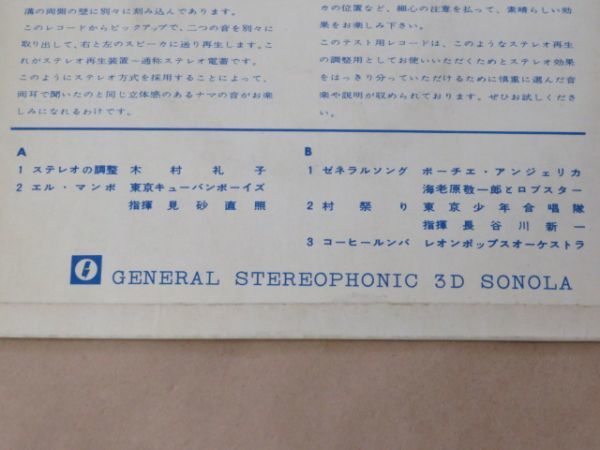 溝の両側の壁に別々に刻み込んであります。
このレコードからピックアップで、二つの音を別々に
取り出して、右と左のスピーカに送り再生します。これ
がステレオ再生装置－通称ステレオ電蓄です。
このようにステレオ方式を採用することによって、
両耳で聞いたのと同じ立体感のあるナマの音がお楽
しみになれるわけです。
カの位置など、細心の注意を払って、素晴らしい効
果をお楽しみ下さい。
このテスト用レコードは、このようなステレオ再生
の調整用としてお使いいただくためとステレオ効果
をはっきり分っていただけるために慎重に選んだ音
楽や説明が収められております。ぜひお試しくださ
い。
A
1 ステレオの調整 木村礼子
2 エル・マンボ 東京キューバンボーイズ
指揮 見砂直照
B
1 ゼネラルソング ポーチエ・アンジェリカ
海老原敬一郎とロブスター
2 村祭り 東京少年合唱隊
指揮 長谷川新一
3 コーヒールンバ レオンポップスオーケストラ
GENERAL STEREOPHONIC 3D SONOLA